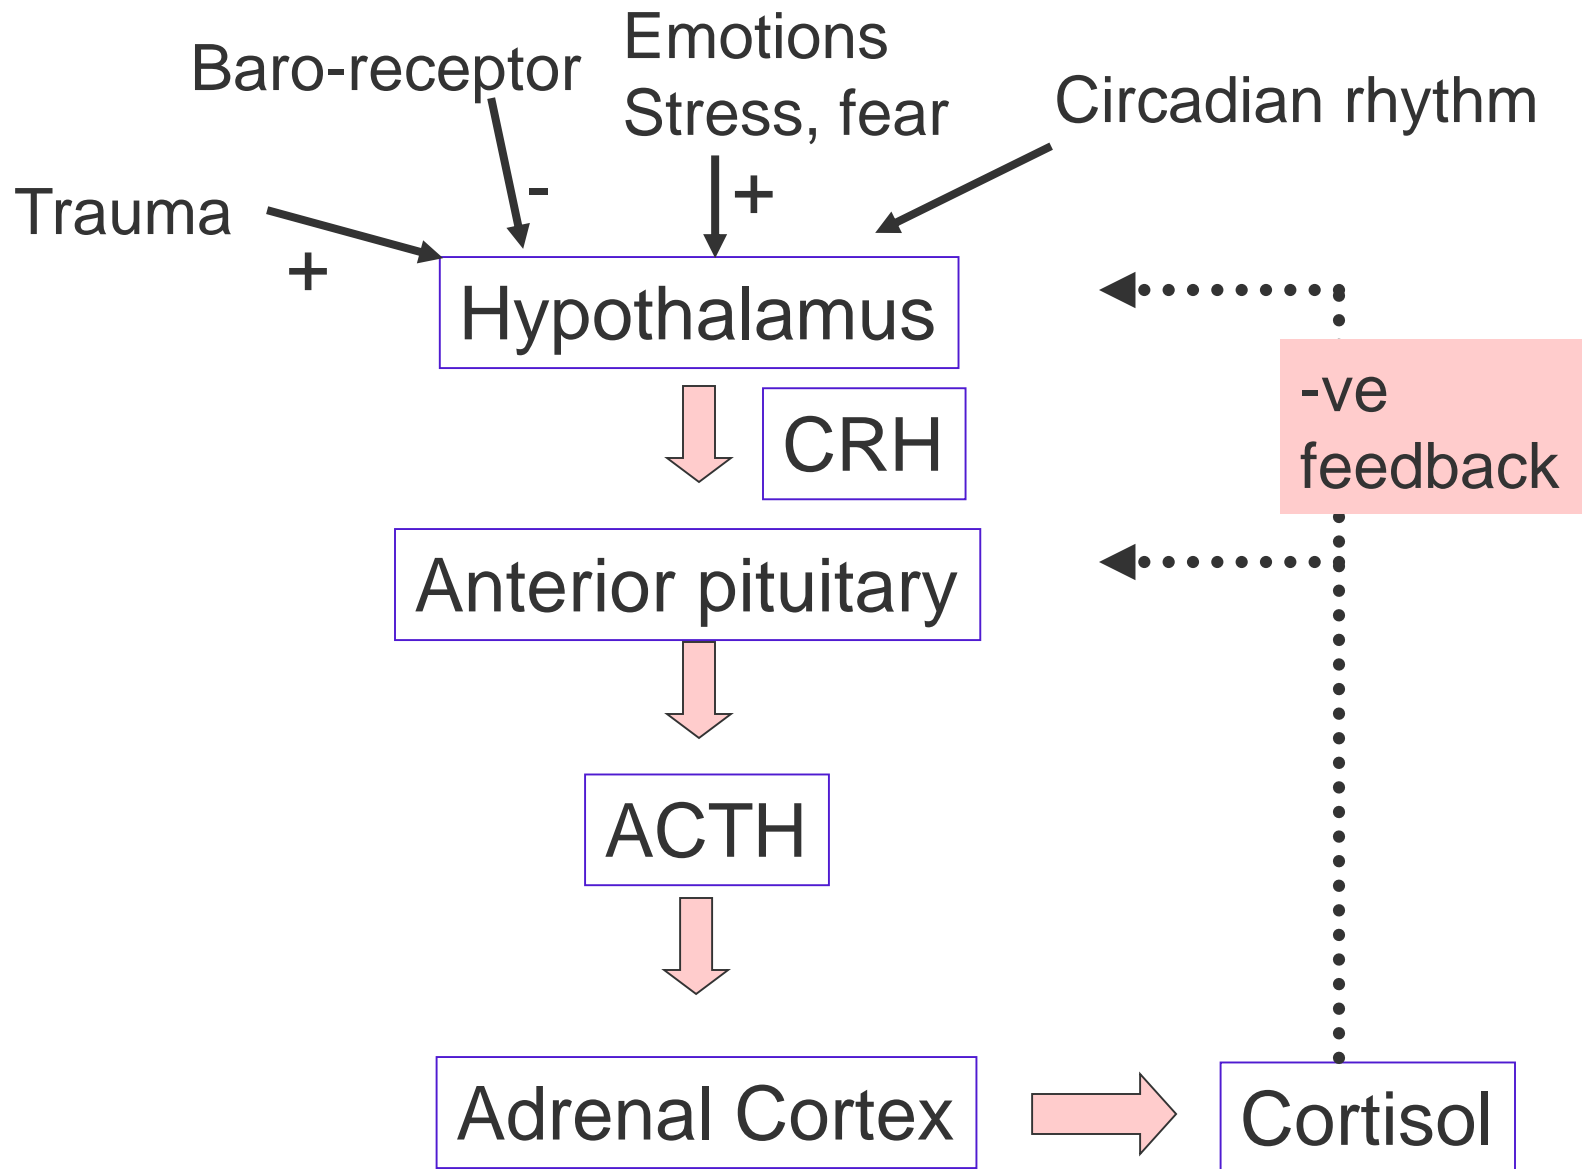 Emotions
Baro-receptor
Stress, fear
Circadian rhythm
-
+
Trauma
+
Hypothalamus
-ve
feedback
CRH
Anterior pituitary
ACTH
Adrenal Cortex
Cortisol